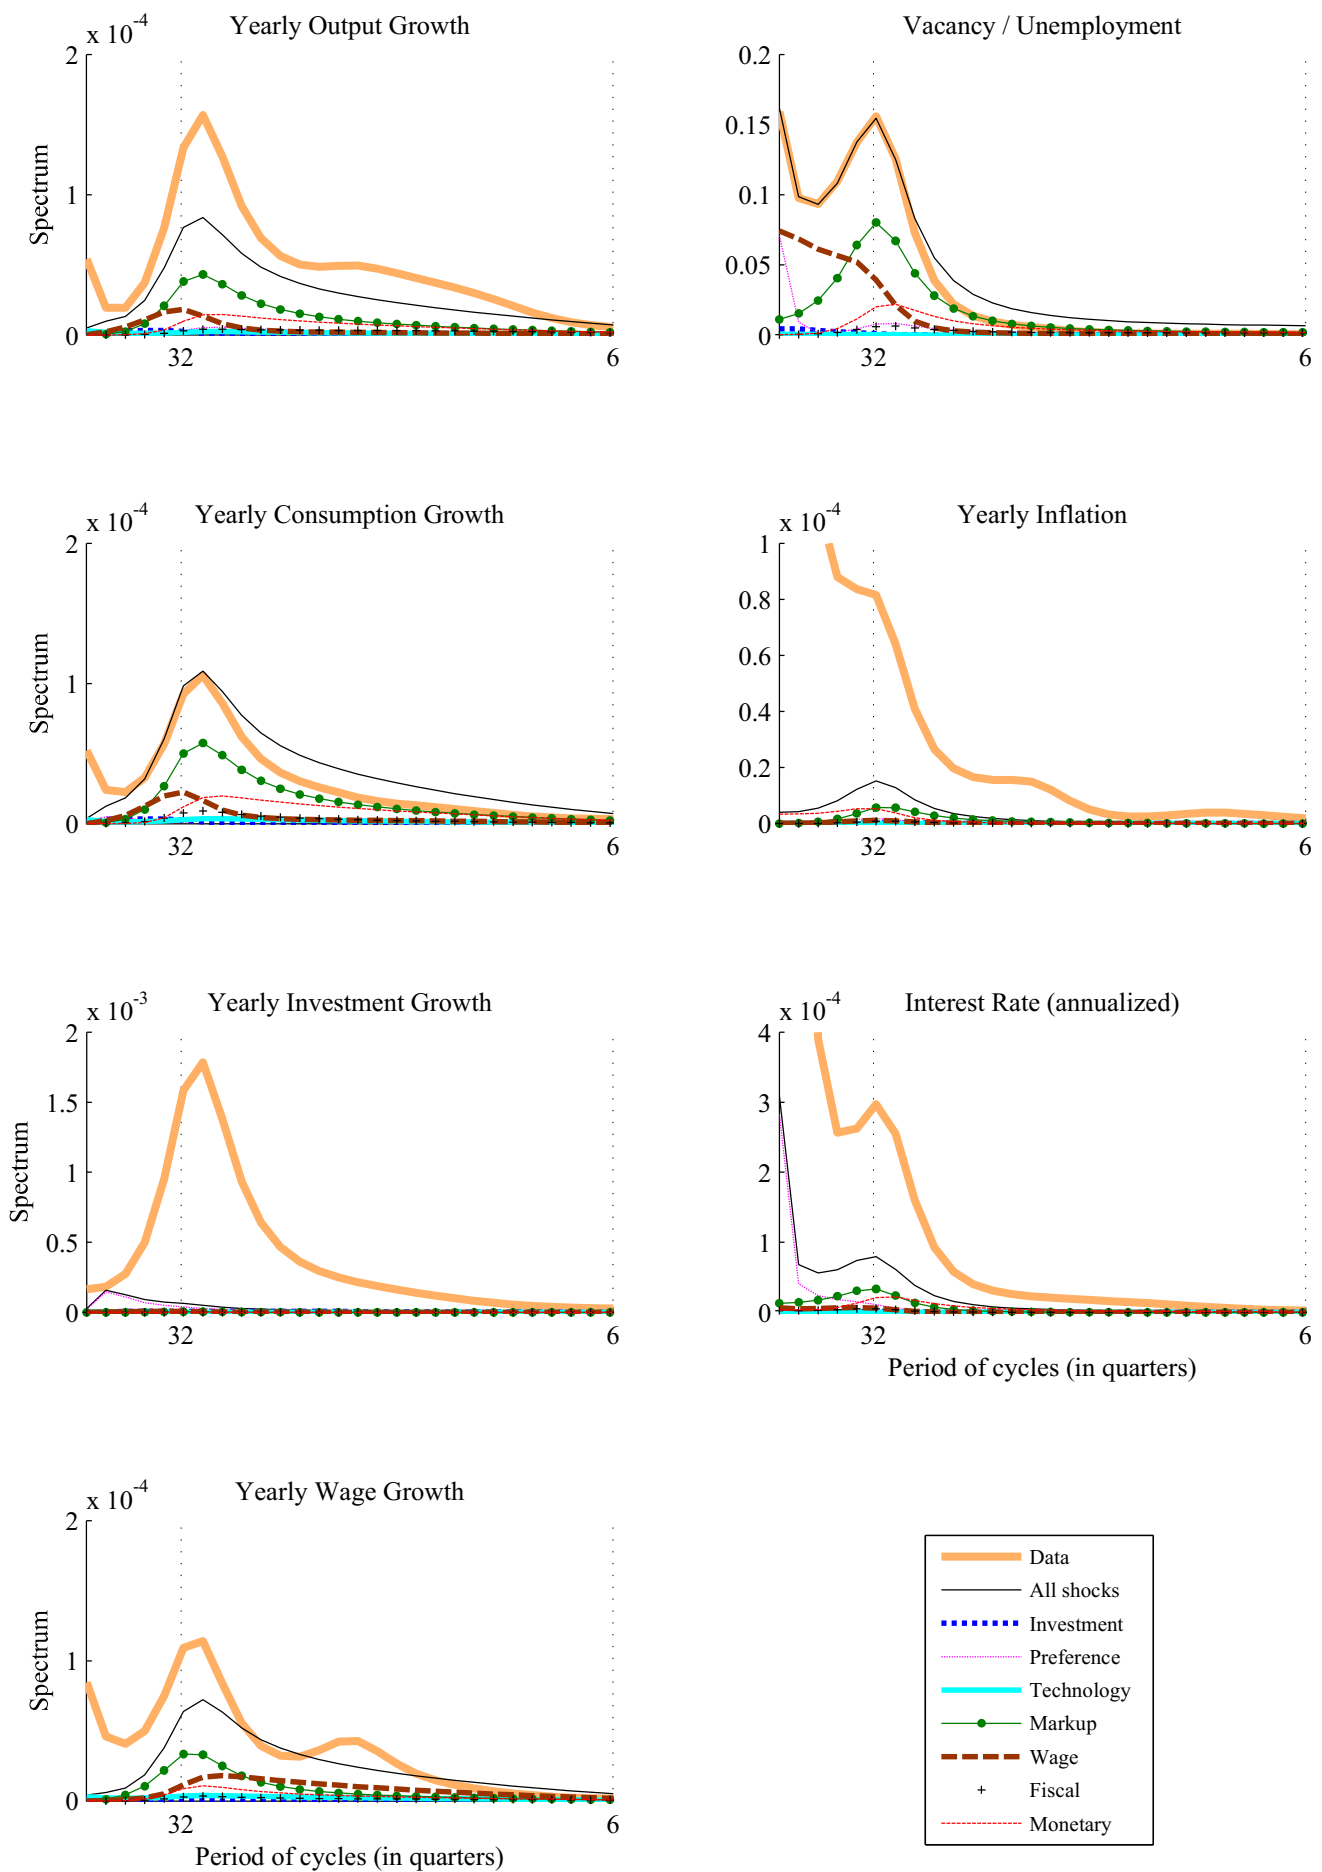 Yearly Output Growth
x 10^-4
2
1
0
Spectrum
32
6
Vacancy / Unemployment
0.2
0.15
0.1
0.05
0
32
6
Yearly Consumption Growth
x 10^-4
2
1
0
Spectrum
32
6
Yearly Inflation
x 10^-4
1
0.8
0.6
0.4
0.2
0
32
6
Yearly Investment Growth
x 10^-3
2
1.5
1
0.5
0
Spectrum
32
6
Interest Rate (annualized)
x 10^-4
4
3
2
1
0
32
6
Period of cycles (in quarters)
Yearly Wage Growth
x 10^-4
2
1
0
Spectrum
32
6
Period of cycles (in quarters)
Data
All shocks
Investment
Preference
Technology
Markup
Wage
Fiscal
Monetary